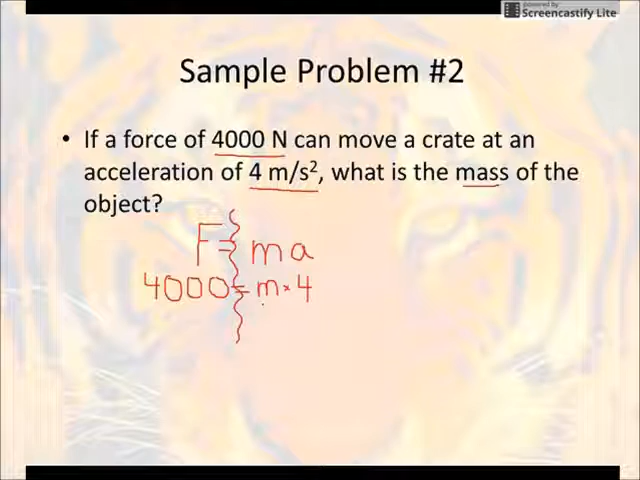 powered by
Screencastify Lite
Sample Problem #2
• If a force of 4000 N can move a crate at an
acceleration of 4 m/s², what is the mass of the
object?
F = ma
4000 = m × 4